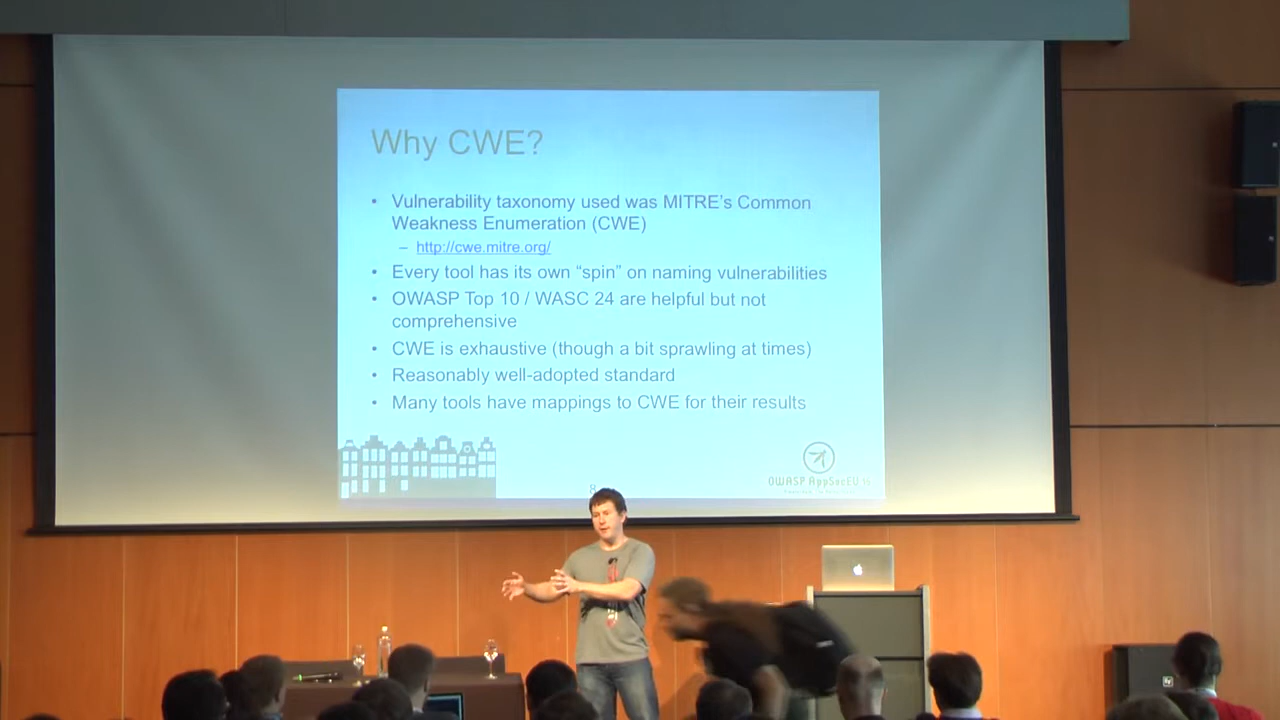 Why CWE?
• Vulnerability taxonomy used was MITRE's Common
Weakness Enumeration (CWE)
– http://cwe.mitre.org/
• Every tool has its own “spin” on naming vulnerabilities
• OWASP Top 10 / WASC 24 are helpful but not
comprehensive
• CWE is exhaustive (though a bit sprawling at times)
• Reasonably well-adopted standard
• Many tools have mappings to CWE for their results
OWASP AppSecEU 15
8